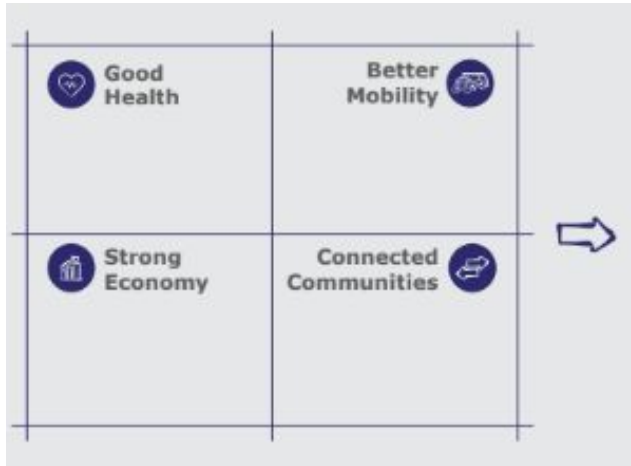 Good
Health
Better
Mobility
Strong
Economy
Connected
Communities